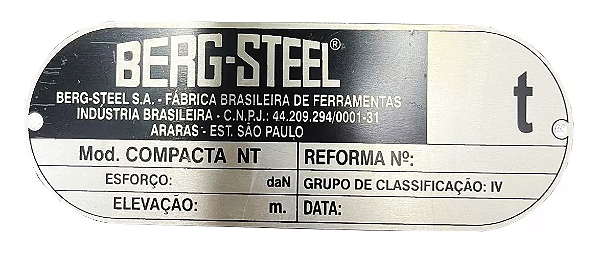 BERG-STEEL®
BERG-STEEL S.A. - FÁBRICA BRASILEIRA DE FERRAMENTAS
INDÚSTRIA BRASILEIRA - C.N.P.J.: 44.209.294/0001-31
ARARAS - EST. SÃO PAULO
t
Mod. COMPACTA NT
REFORMA Nº:
ESFORÇO: daN
GRUPO DE CLASSIFICAÇÃO: IV
ELEVAÇÃO: m.
DATA: